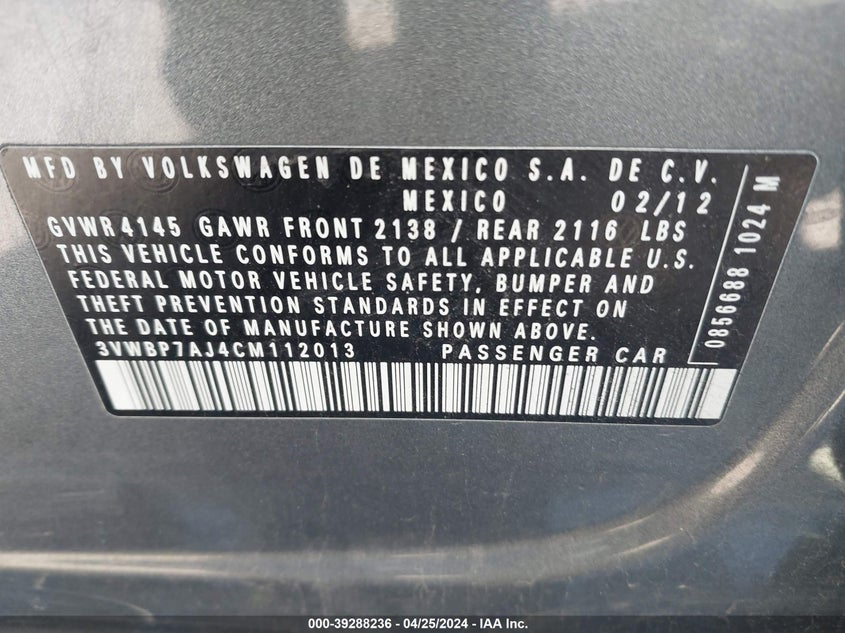 MFD BY VOLKSWAGEN DE MEXICO S.A. DE C.V.
MEXICO 02/12
GVWR 4145 GAWR FRONT 2138 / REAR 2116 LBS
THIS VEHICLE CONFORMS TO ALL APPLICABLE U.S.
FEDERAL MOTOR VEHICLE SAFETY, BUMPER AND
THEFT PREVENTION STANDARDS IN EFFECT ON
THE DATE OF MANUFACTURE SHOWN ABOVE.
3VWBP7AJ4CM112013 PASSENGER CAR
0856688 1024 M
000-39288236 - 04/25/2024 - IAA Inc.